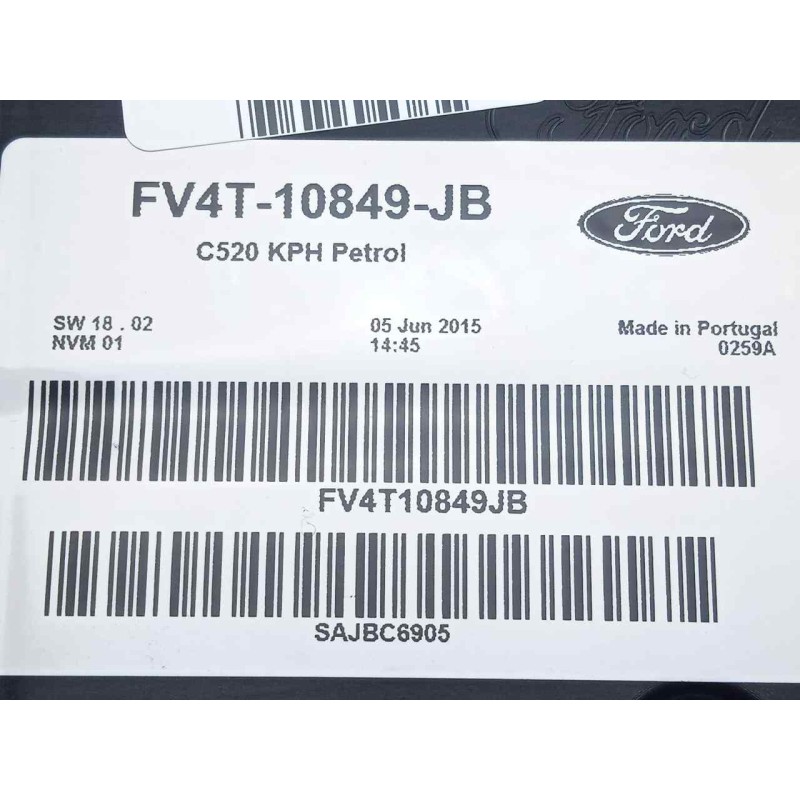 Ford
FV4T-10849-JB
Ford
C520 KPH Petrol
SW 18 . 02
05 Jun 2015
Made in Portugal
NVM 01
14:45
0259A
FV4T10849JB
SAJBC6905